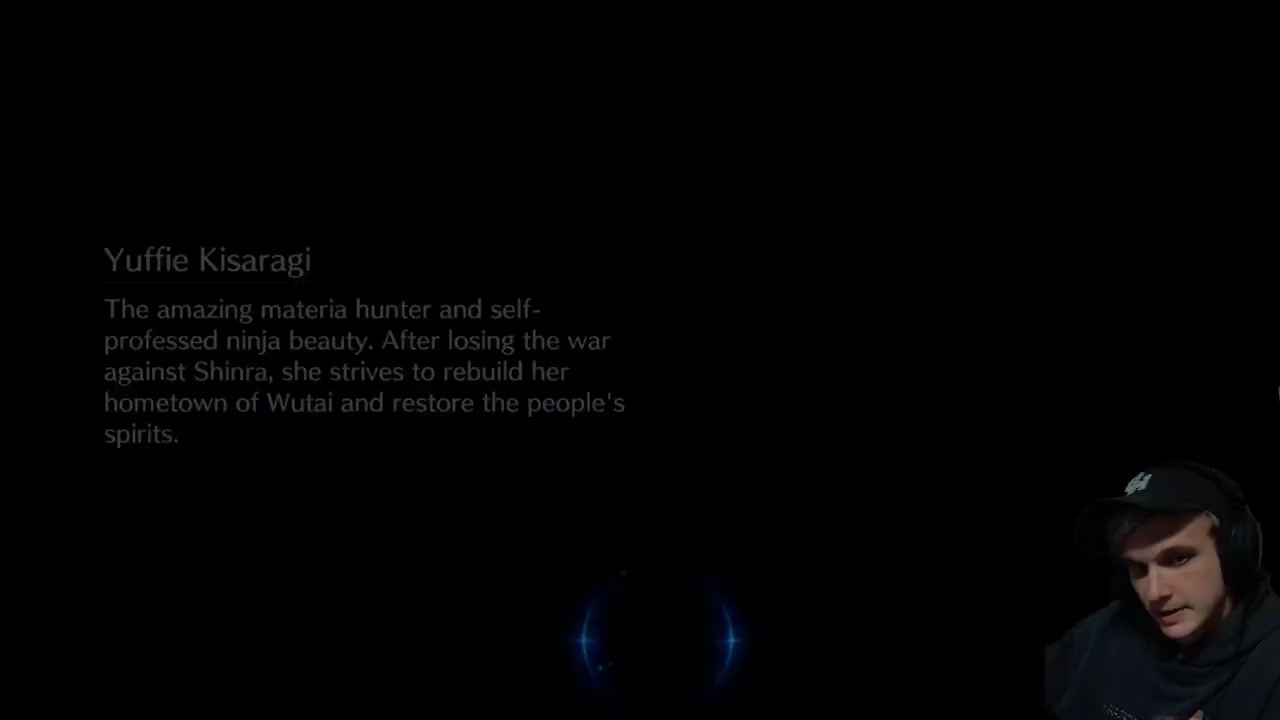 Yuffie Kisaragi
The amazing materia hunter and self-
professed ninja beauty. After losing the war
against Shinra, she strives to rebuild her
hometown of Wutai and restore the people's
spirits.